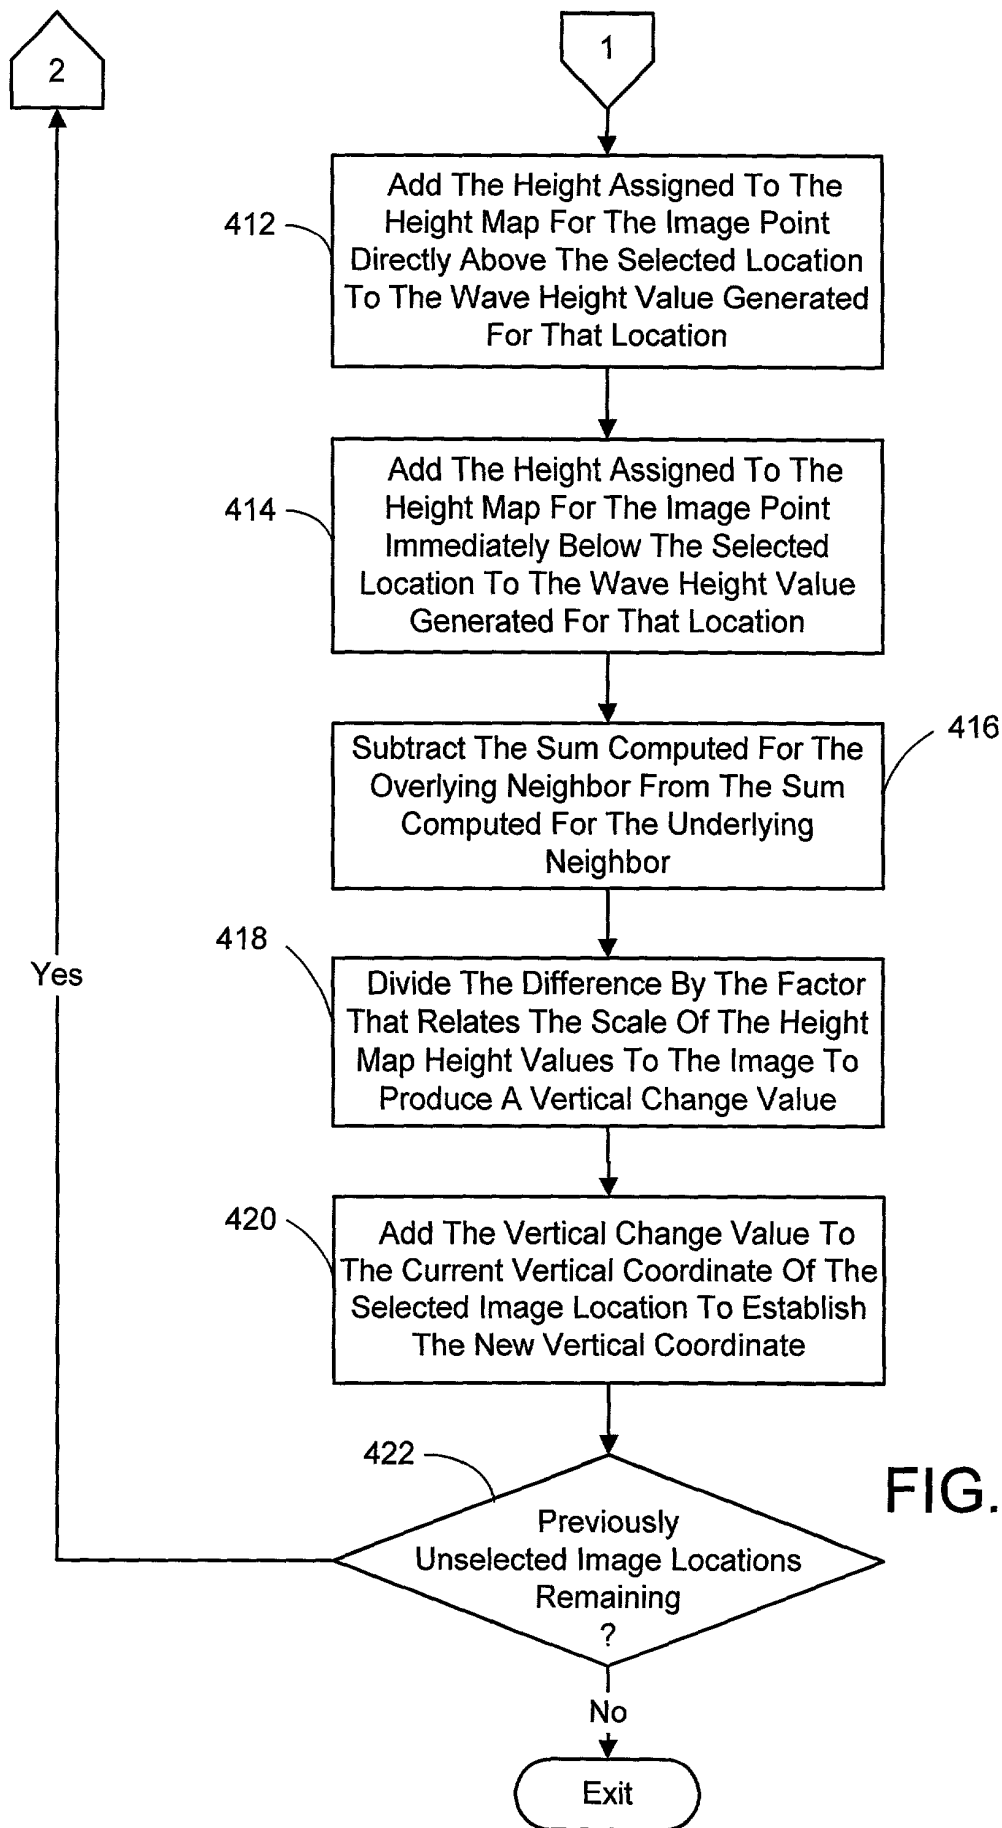 2
1
412
Add The Height Assigned To The
Height Map For The Image Point
Directly Above The Selected Location
To The Wave Height Value Generated
For That Location
414
Add The Height Assigned To The
Height Map For The Image Point
Immediately Below The Selected
Location To The Wave Height Value
Generated For That Location
416
Subtract The Sum Computed For The
Overlying Neighbor From The Sum
Computed For The Underlying
Neighbor
418
Divide The Difference By The Factor
That Relates The Scale Of The Height
Map Height Values To The Image To
Produce A Vertical Change Value
Yes
420
Add The Vertical Change Value To
The Current Vertical Coordinate Of The
Selected Image Location To Establish
The New Vertical Coordinate
422
Previously
Unselected Image Locations
Remaining
?
FIG.
No
Exit